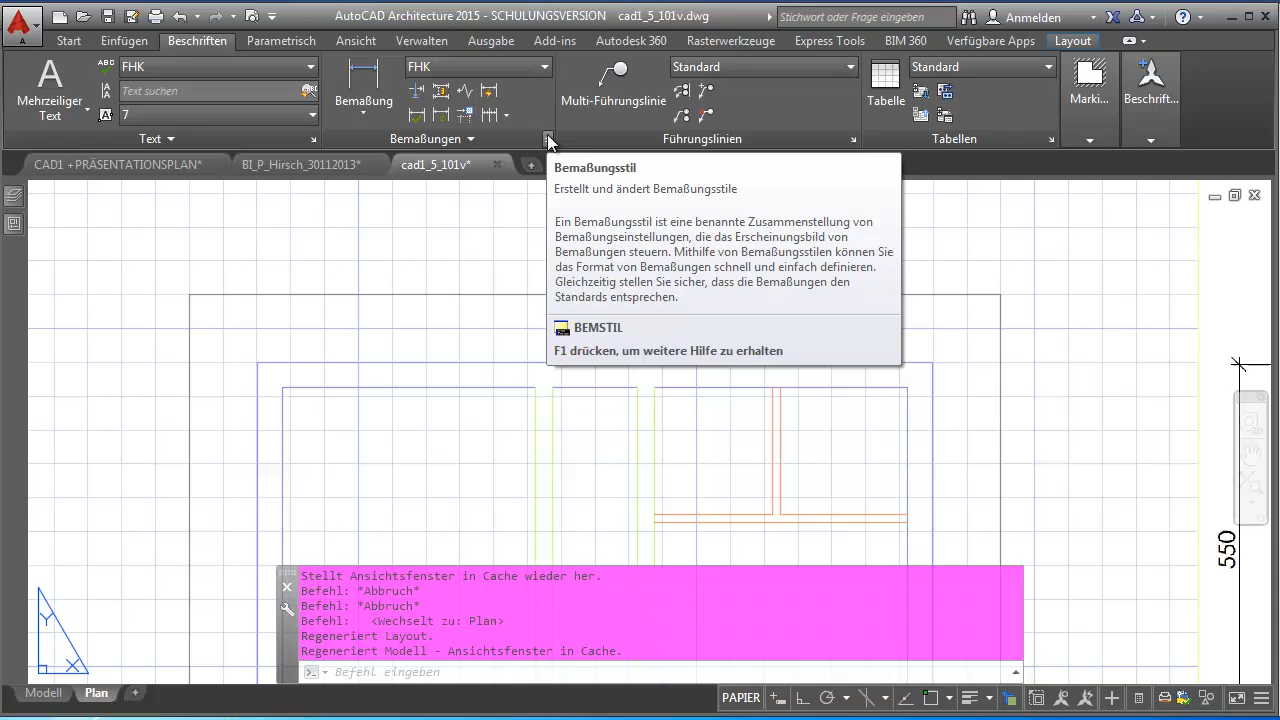 AutoCAD Architecture 2015 - SCHULUNGSVERSION cad1_5_101v.dwg
Stichwort oder Frage eingeben
Anmelden
Start Einfügen Beschriften Parametrisch Ansicht Verwalten Ausgabe Add-ins Autodesk 360 Rasterwerkzeuge Express Tools BIM 360 Verfügbare Apps Layout
A
Mehrzeiliger
Text
ABC
FHK
Text suchen
7
Bemaßung
FHK
Multi-Führungslinie
Standard
Tabelle
Standard
Marki...
Beschrift...
Text
Bemaßungen
Führungslinien
Tabellen
CAD1 +PRÄSENTATIONSPLAN*
BI_P_Hirsch_30112013*
cad1_5_101v*
Bemaßungsstil
Erstellt und ändert Bemaßungsstile
Ein Bemaßungsstil ist eine benannte Zusammenstellung von
Bemaßungseinstellungen, die das Erscheinungsbild von
Bemaßungen steuern. Mithilfe von Bemaßungsstilen können Sie
das Format von Bemaßungen schnell und einfach definieren.
Gleichzeitig stellen Sie sicher, dass die Bemaßungen den
Standards entsprechen.
BEMSTIL
F1 drücken, um weitere Hilfe zu erhalten
550
Stellt Ansichtsfenster in Cache wieder her.
Befehl: *Abbruch*
Befehl: *Abbruch*
Befehl: <Wechselt zu: Plan>
Regeneriert Layout.
Regeneriert Modell - Ansichtsfenster in Cache.
Befehl eingeben
Y
X
Modell
Plan
PAPIER